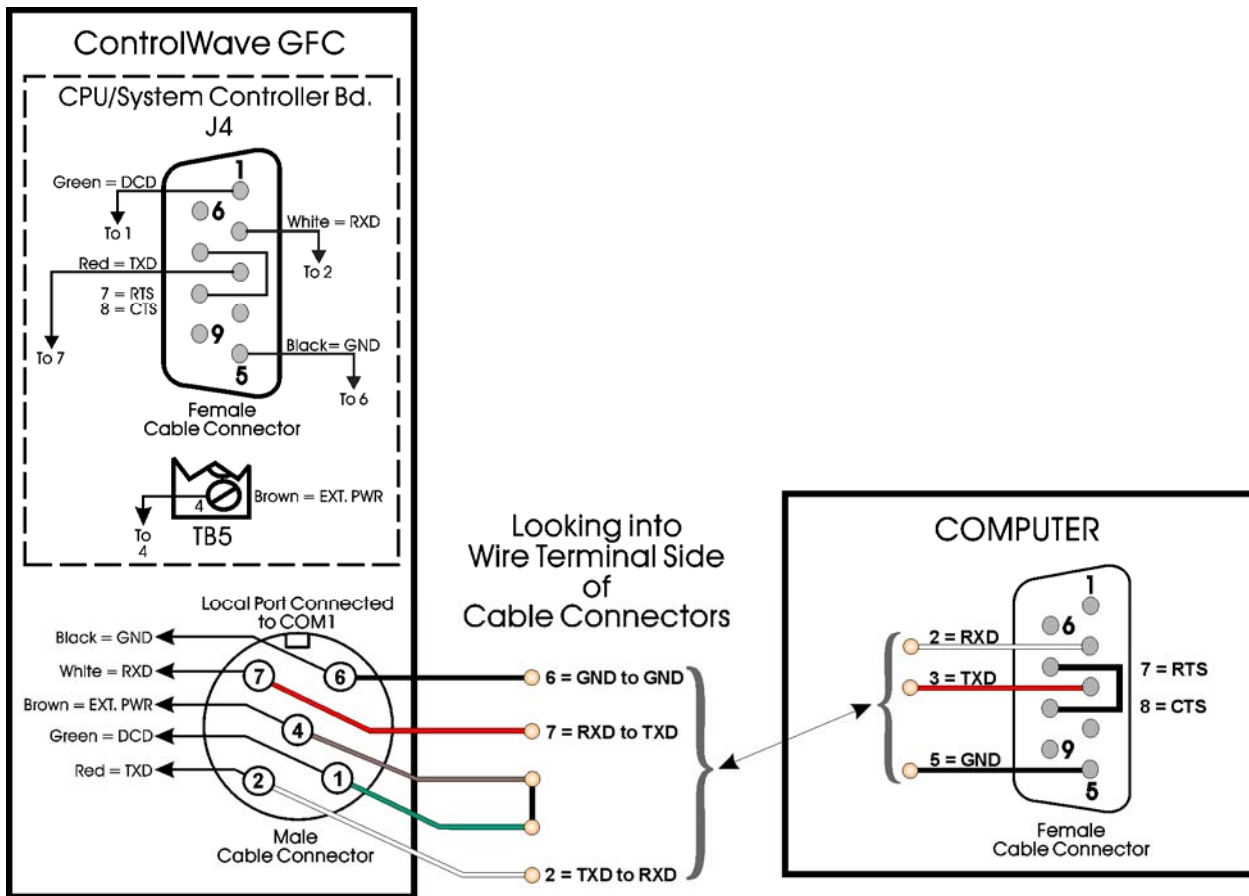 ControlWave GFC
CPU/System Controller Bd.
J4
1
Green = DCD
6
To 1
White = RXD
To 2
Red = TXD
7 = RTS
8 = CTS
To 7
9
Black= GND
5
To 6
Female
Cable Connector
4
Brown = EXT. PWR
To
4
TB5
Local Port Connected
to COM1
Black = GND
White = RXD
Brown = EXT. PWR
Green = DCD
Red = TXD
6
7
4
1
2
Male
Cable Connector
Looking into
Wire Terminal Side
of
Cable Connectors
6 = GND to GND
7 = RXD to TXD
2 = TXD to RXD
COMPUTER
1
6
2 = RXD
3 = TXD
7 = RTS
8 = CTS
9
5 = GND
5
Female
Cable Connector